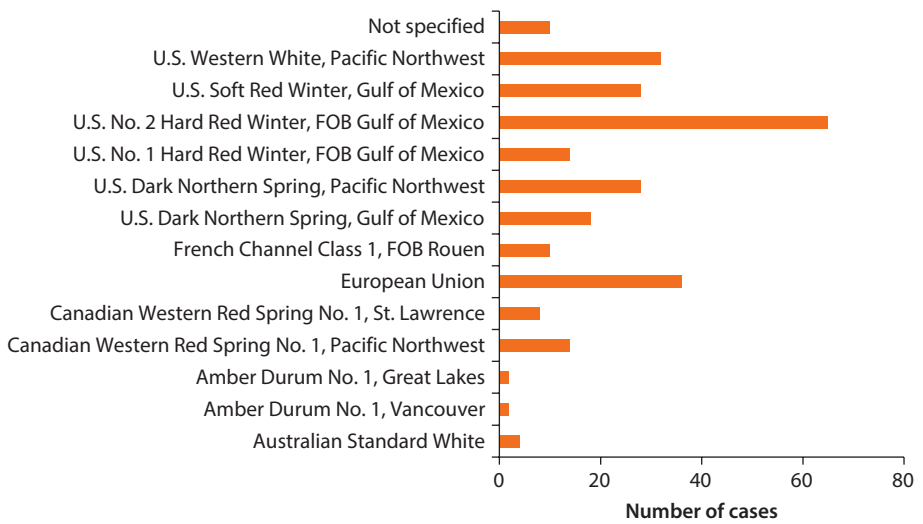 Not specified
U.S. Western White, Pacific Northwest
U.S. Soft Red Winter, Gulf of Mexico
U.S. No. 2 Hard Red Winter, FOB Gulf of Mexico
U.S. No. 1 Hard Red Winter, FOB Gulf of Mexico
U.S. Dark Northern Spring, Pacific Northwest
U.S. Dark Northern Spring, Gulf of Mexico
French Channel Class 1, FOB Rouen
European Union
Canadian Western Red Spring No. 1, St. Lawrence
Canadian Western Red Spring No. 1, Pacific Northwest
Amber Durum No. 1, Great Lakes
Amber Durum No. 1, Vancouver
Australian Standard White
0 20 40 60 80
Number of cases